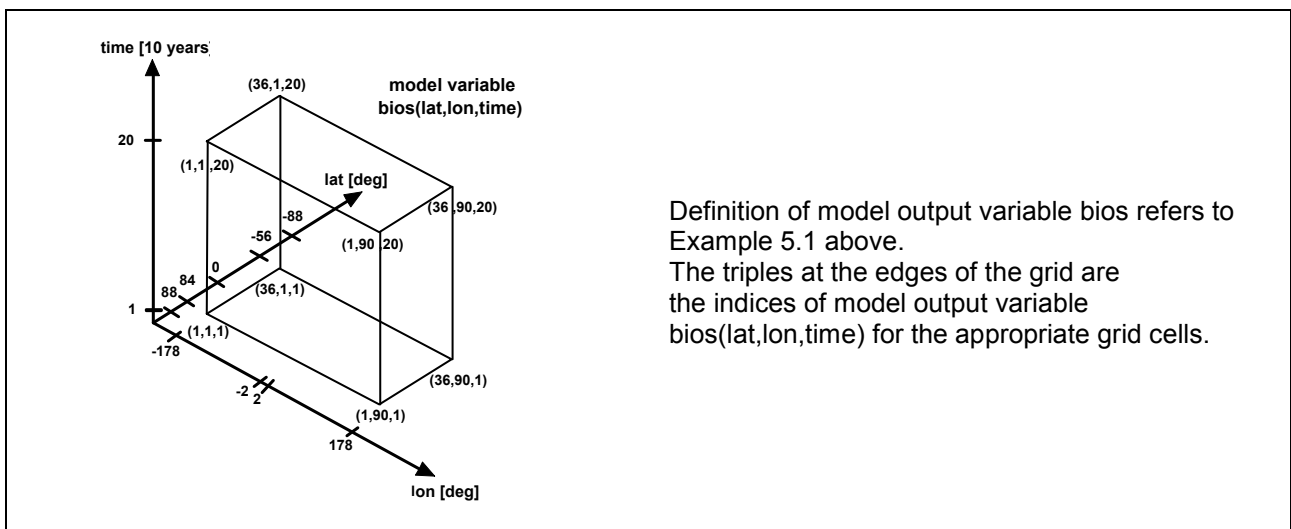 time [10 years]
(36,1,20)
model variable
bios(lat,lon,time)
20
(1,1,20)
lat [deg]
-88
(36,90,20)
-56
(1,90,20)
0
84
88
(36,1,1)
1
(1,1,1)
-178
(36,90,1)
-2
2
(1,90,1)
178
lon [deg]
Definition of model output variable bios refers to
Example 5.1 above.
The triples at the edges of the grid are
the indices of model output variable
bios(lat,lon,time) for the appropriate grid cells.